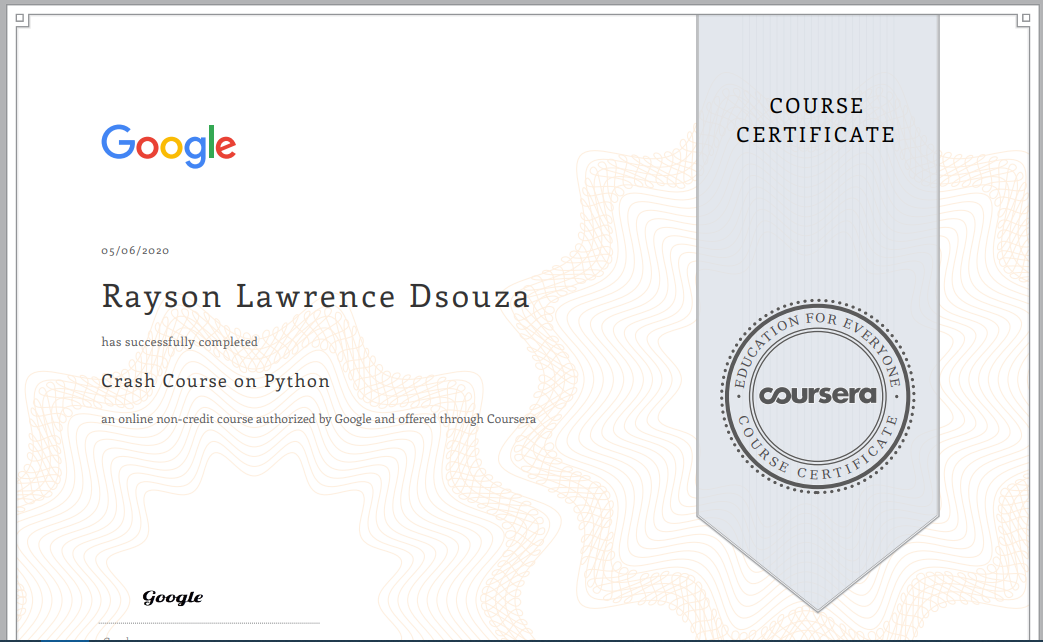 Google
05/06/2020
Rayson Lawrence Dsouza
has successfully completed
Crash Course on Python
an online non-credit course authorized by Google and offered through Coursera
Google
COURSE
CERTIFICATE
EDUCATION FOR EVERYONE
coursera
COURSE CERTIFICATE